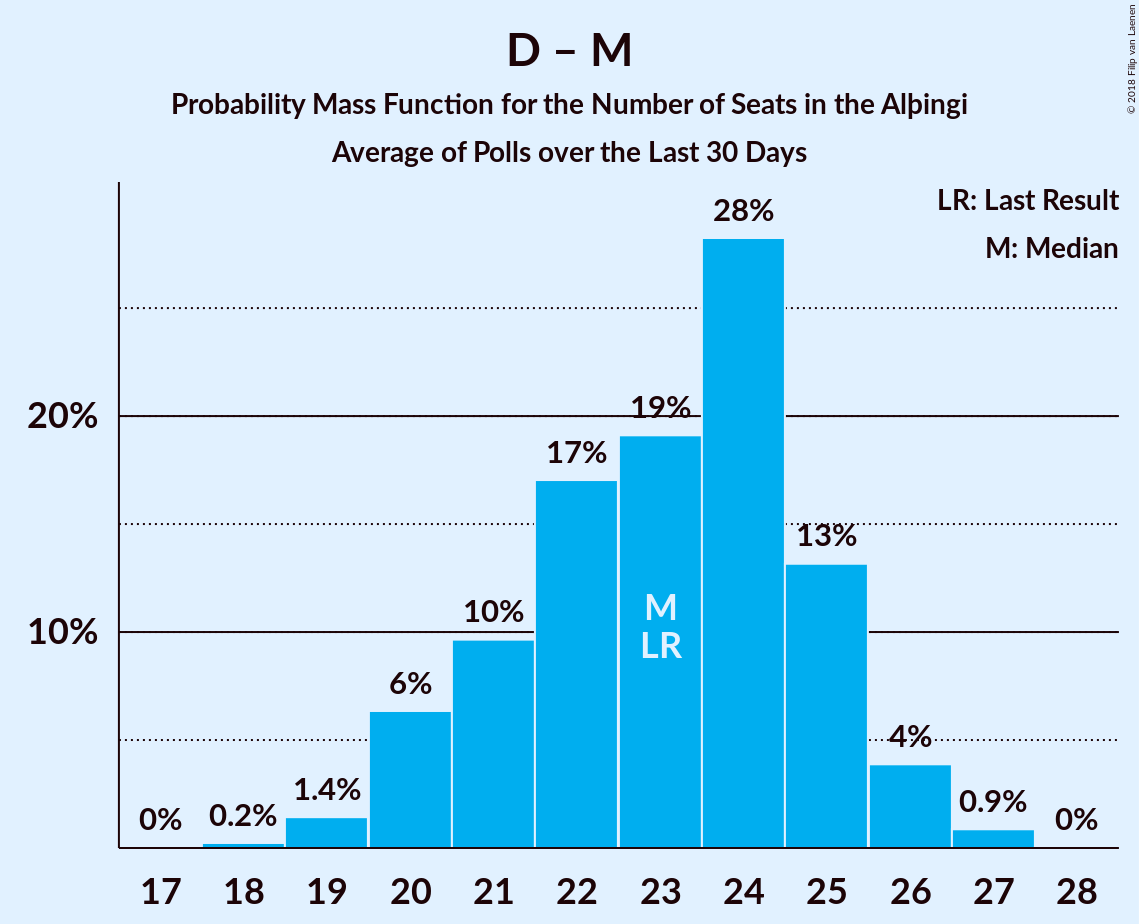 D – M
Probability Mass Function for the Number of Seats in the Alþingi
Average of Polls over the Last 30 Days
© 2018 Filip van Laenen
LR: Last Result
M: Median
28%
20%
19%
17%
13%
M
LR
10%
10%
6%
4%
1.4%
0.9%
0.2%
0%
0%
17 18 19 20 21 22 23 24 25 26 27 28